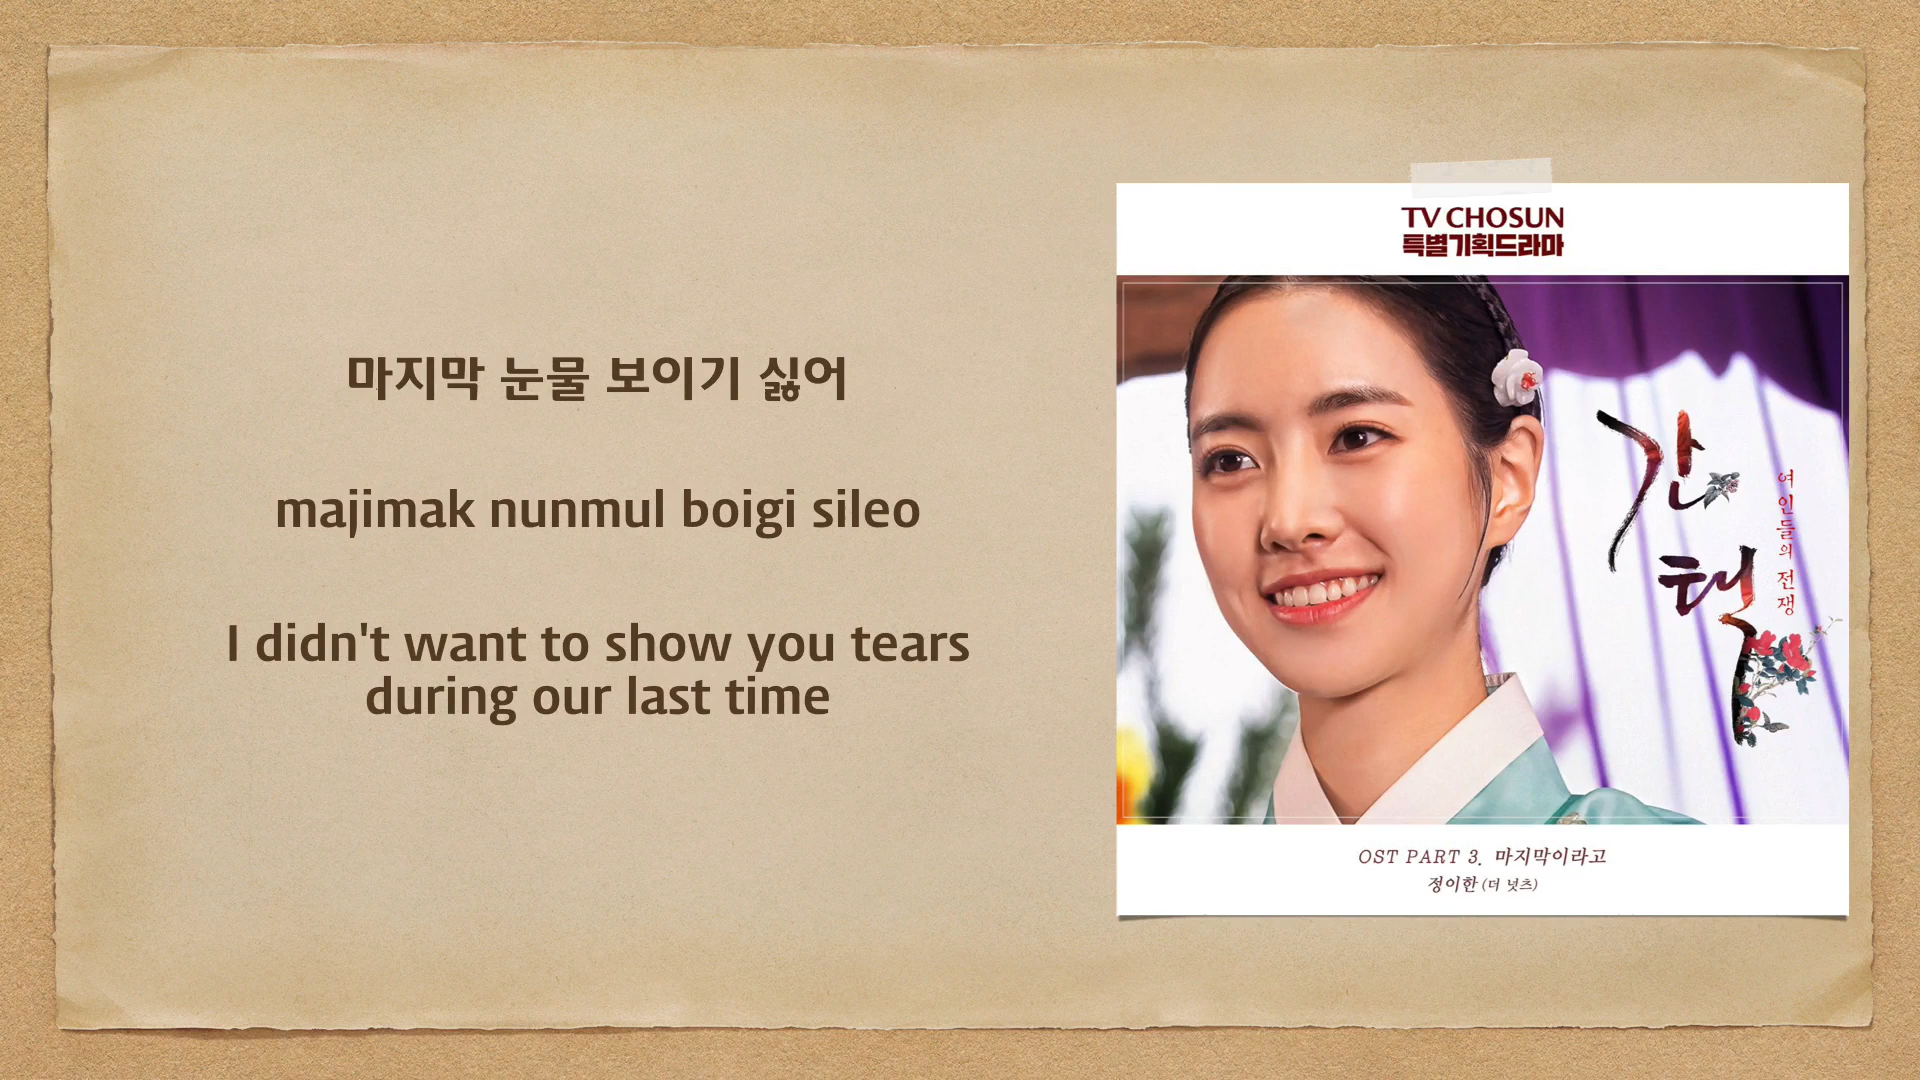 마지막 눈물 보이기 싫어
majimak nunmul boigi sileo
I didn't want to show you tears
during our last time
TV CHOSUN
특별기획드라마
간택
여인들의 전쟁
OST PART 3. 마지막이라고
정이한 (더 넛츠)